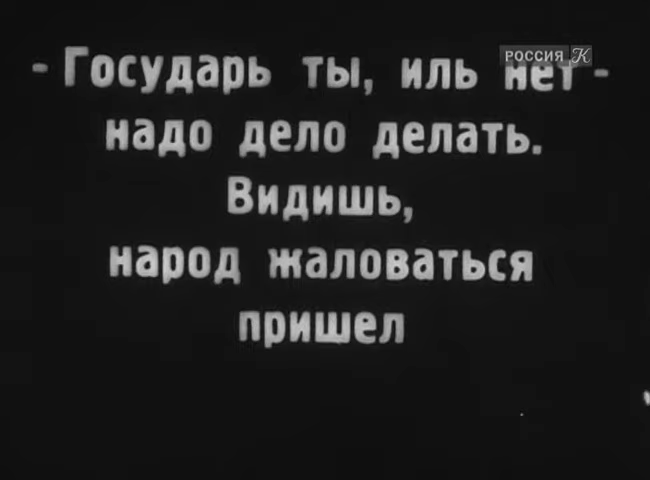 РОССИЯ К
- Государь ты, иль нет -
надо дело делать.
Видишь,
народ жаловаться
пришел